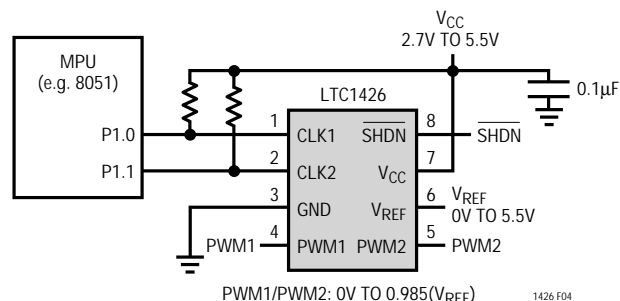 V_CC
2.7V TO 5.5V
MPU
(e.g. 8051)
0.1µF
LTC1426
P1.0
1
CLK1
S̅H̅D̅N̅
8
S̅H̅D̅N̅
P1.1
2
CLK2
V_CC
7
3
GND
V_REF
6
V_REF
0V TO 5.5V
PWM1
4
PWM1
PWM2
5
PWM2
PWM1/PWM2: 0V TO 0.985(V_REF)
1426 F04